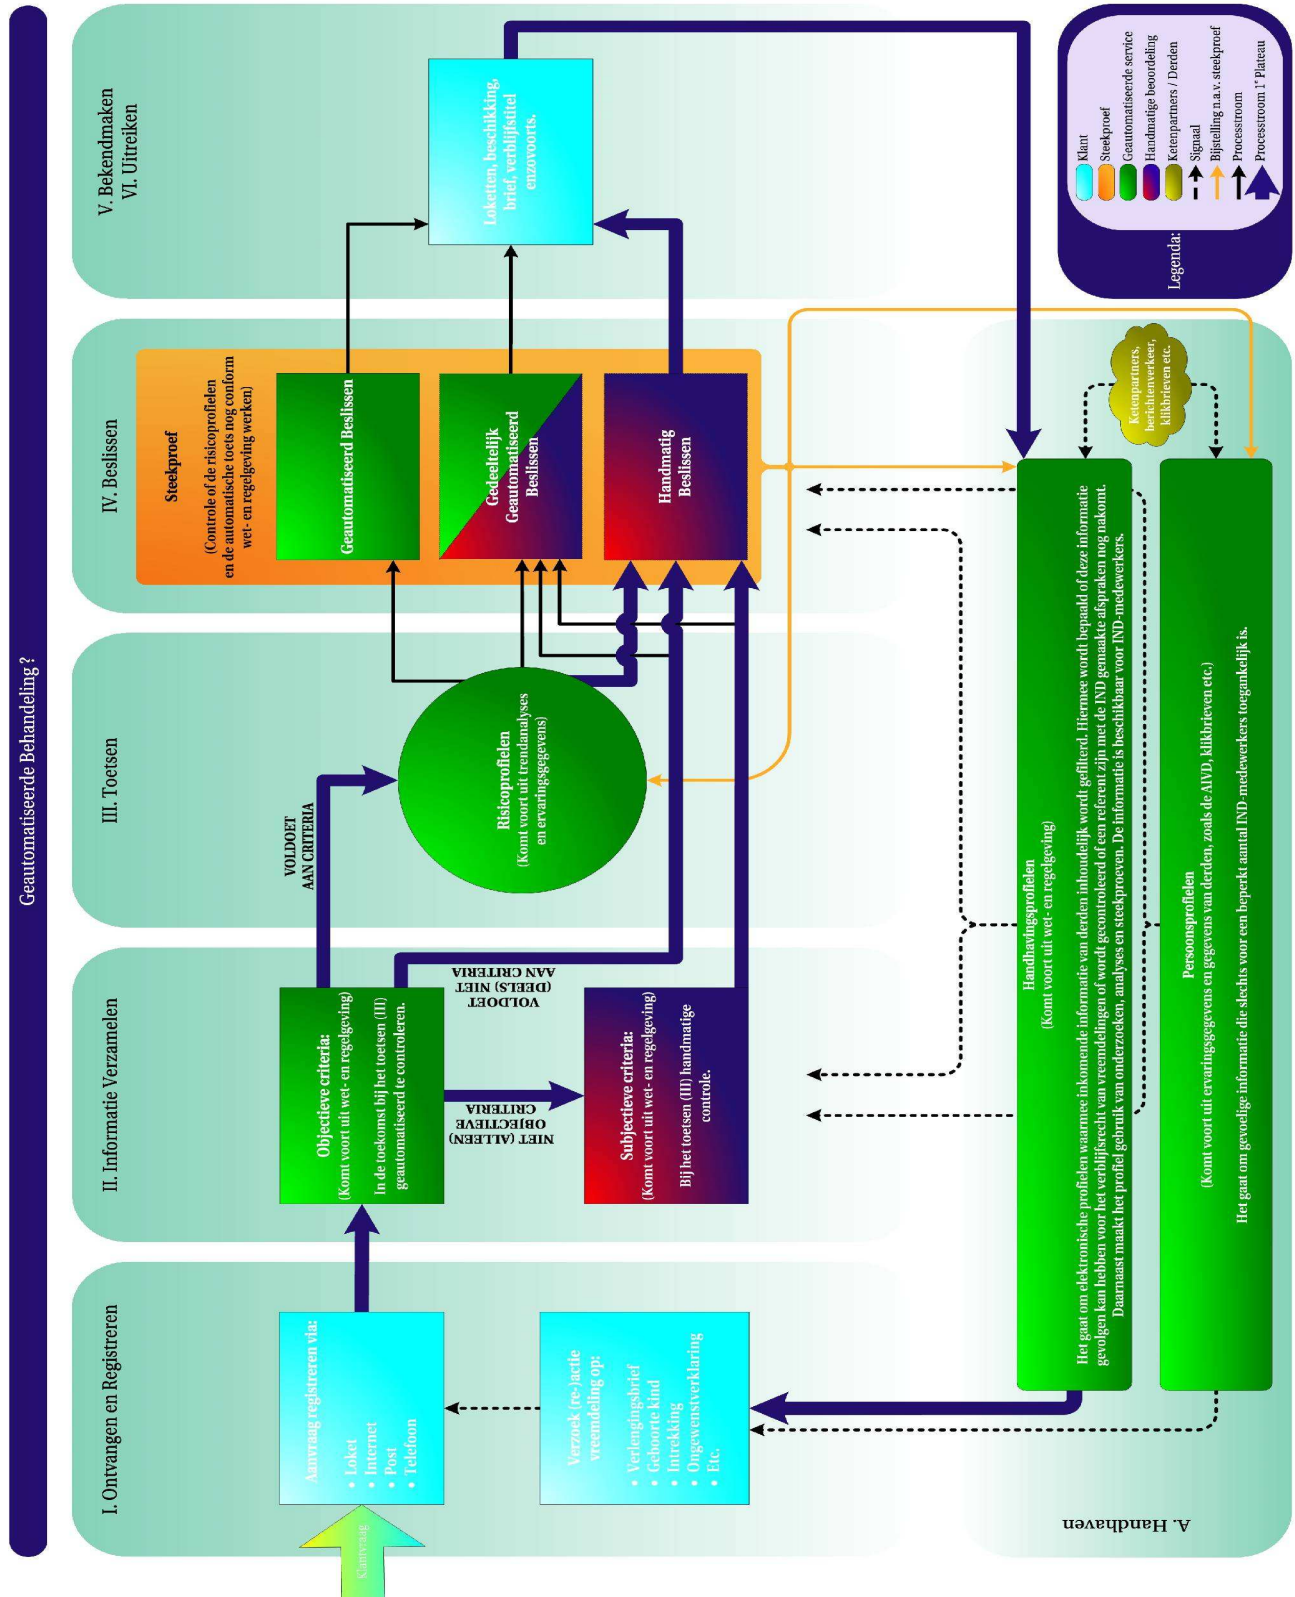 Geautomatiseerde Behandeling ?
I. Ontvangen en Registreren
II. Informatie Verzamelen
III. Toetsen
IV. Beslissen
V. Bekendmaken
VI. Uitreiken
Klantvraag
Aanvraag registreren via:
• Loket
• Internet
• Post
• Telefoon
Verzoek (re-)actie
vreemdeling op:
• Verlengingsbrief
• Geboorte kind
• Intrekking
• Ongewenstverklaring
• Etc.
Objectieve criteria:
(Komt voort uit wet- en regelgeving)
In de toekomst bij het toetsen (III)
geautomatiseerd te controleren.
NIET (ALLEEN)
OBJECTIEVE
CRITERIA
VOLDOET
(DEELS) NIET
AAN CRITERIA
Subjectieve criteria:
(Komt voort uit wet- en regelgeving)
Bij het toetsen (III) handmatige
controle.
VOLDOET
AAN CRITERIA
Risicoprofielen
(Komt voort uit trendanalyses
en ervaringsgegevens)
Steekproef
(Controle of de risicoprofielen
en de automatische toets nog conform
wet- en regelgeving werken)
Geautomatiseerd Beslissen
Gedeeltelijk
Geautomatiseerd
Beslissen
Handmatig
Beslissen
Loketten, beschikking,
brief, verblijfstitel
enzovoorts.
A. Handhaven
Handhavingsprofielen
(Komt voort uit wet- en regelgeving)
Het gaat om elektronische profielen waarmee inkomende informatie van derden inhoudelijk wordt gefilterd. Hiermee wordt bepaald of deze informatie
gevolgen kan hebben voor het verblijfsrecht van vreemdelingen of wordt gecontroleerd of een referent zijn met de IND gemaakte afspraken nog nakomt.
Daarnaast maakt het profiel gebruik van onderzoeken, analyses en steekproeven. De informatie is beschikbaar voor IND-medewerkers.
Persoonsprofielen
(Komt voort uit ervaringsgegevens en gegevens van derden, zoals de AIVD, klikbrieven etc.)
Het gaat om gevoelige informatie die slechts voor een beperkt aantal IND-medewerkers toegankelijk is.
Ketenpartners,
berichtenverkeer,
klikbrieven etc.
Legenda:
Klant
Steekproef
Geautomatiseerde service
Handmatige beoordeling
Ketenpartners / Derden
Signaal
Bijstelling n.a.v. steekproef
Processtroom
Processtroom 1e Plateau